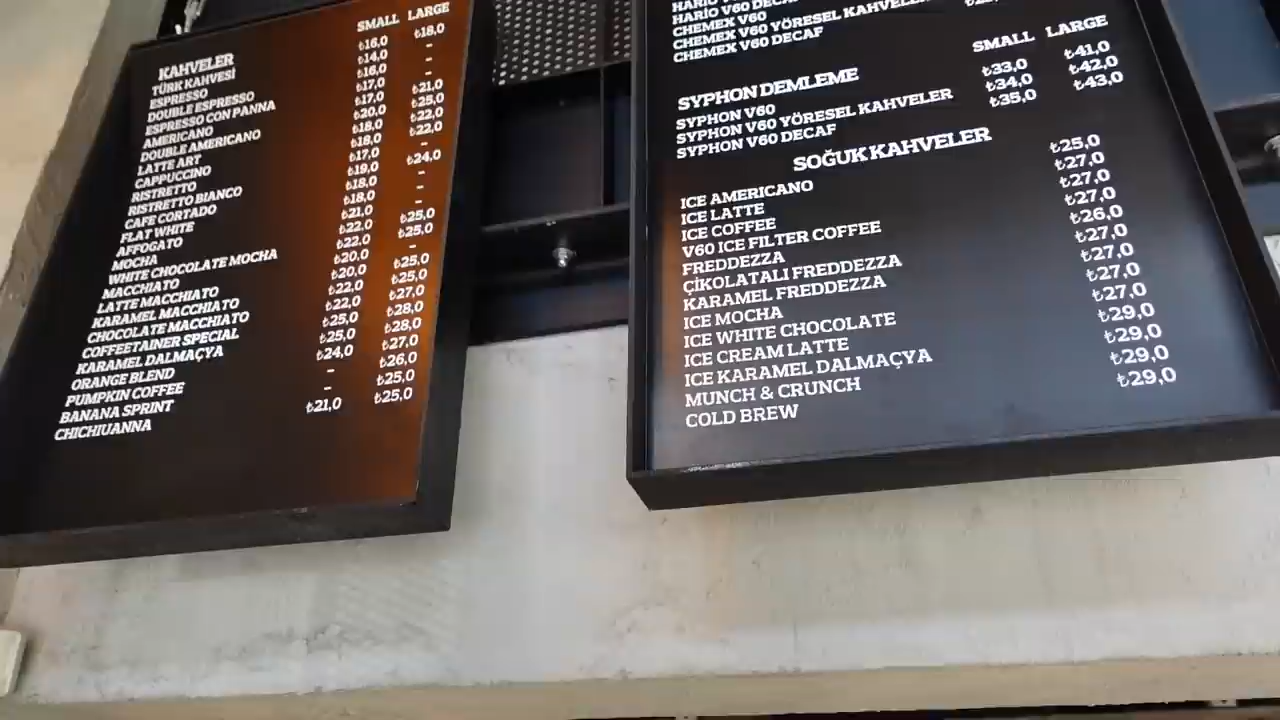 SMALL LARGE
KAHVELER
TÜRK KAHVESİ ₺16,0 ₺18,0
ESPRESSO ₺14,0 -
DOUBLE ESPRESSO ₺16,0 -
ESPRESSO CON PANNA ₺17,0 -
AMERICANO ₺17,0 ₺21,0
DOUBLE AMERICANO ₺20,0 ₺25,0
LATTE ART ₺18,0 ₺22,0
CAPPUCCINO ₺18,0 ₺22,0
RISTRETTO ₺17,0 -
RISTRETTO BIANCO ₺19,0 ₺24,0
CAFE CORTADO ₺18,0 -
FLAT WHITE ₺18,0 -
AFFOGATO ₺21,0 -
MOCHA ₺22,0 ₺25,0
WHITE CHOCOLATE MOCHA ₺22,0 ₺25,0
MACCHIATO ₺20,0 -
LATTE MACCHIATO ₺20,0 ₺25,0
KARAMEL MACCHIATO ₺22,0 ₺25,0
CHOCOLATE MACCHIATO ₺22,0 ₺27,0
COFFEETAINER SPECIAL ₺25,0 ₺28,0
KARAMEL DALMAÇYA ₺25,0 ₺28,0
ORANGE BLEND ₺24,0 ₺27,0
PUMPKIN COFFEE - ₺26,0
BANANA SPRINT - ₺25,0
CHICHIUANNA ₺21,0 ₺25,0
HARIO V60 DECAF
CHEMEX V60
CHEMEX V60 YÖRESEL KAHVELER
CHEMEX V60 DECAF
SMALL LARGE
SYPHON DEMLEME
SYPHON V60 ₺33,0 ₺41,0
SYPHON V60 YÖRESEL KAHVELER ₺34,0 ₺42,0
SYPHON V60 DECAF ₺35,0 ₺43,0
SOĞUK KAHVELER
ICE AMERICANO ₺25,0
ICE LATTE ₺27,0
ICE COFFEE ₺27,0
V60 ICE FILTER COFFEE ₺27,0
FREDDEZZA ₺26,0
ÇİKOLATALI FREDDEZZA ₺27,0
KARAMEL FREDDEZZA ₺27,0
ICE MOCHA ₺27,0
ICE WHITE CHOCOLATE ₺27,0
ICE CREAM LATTE ₺29,0
ICE KARAMEL DALMAÇYA ₺29,0
MUNCH & CRUNCH ₺29,0
COLD BREW ₺29,0